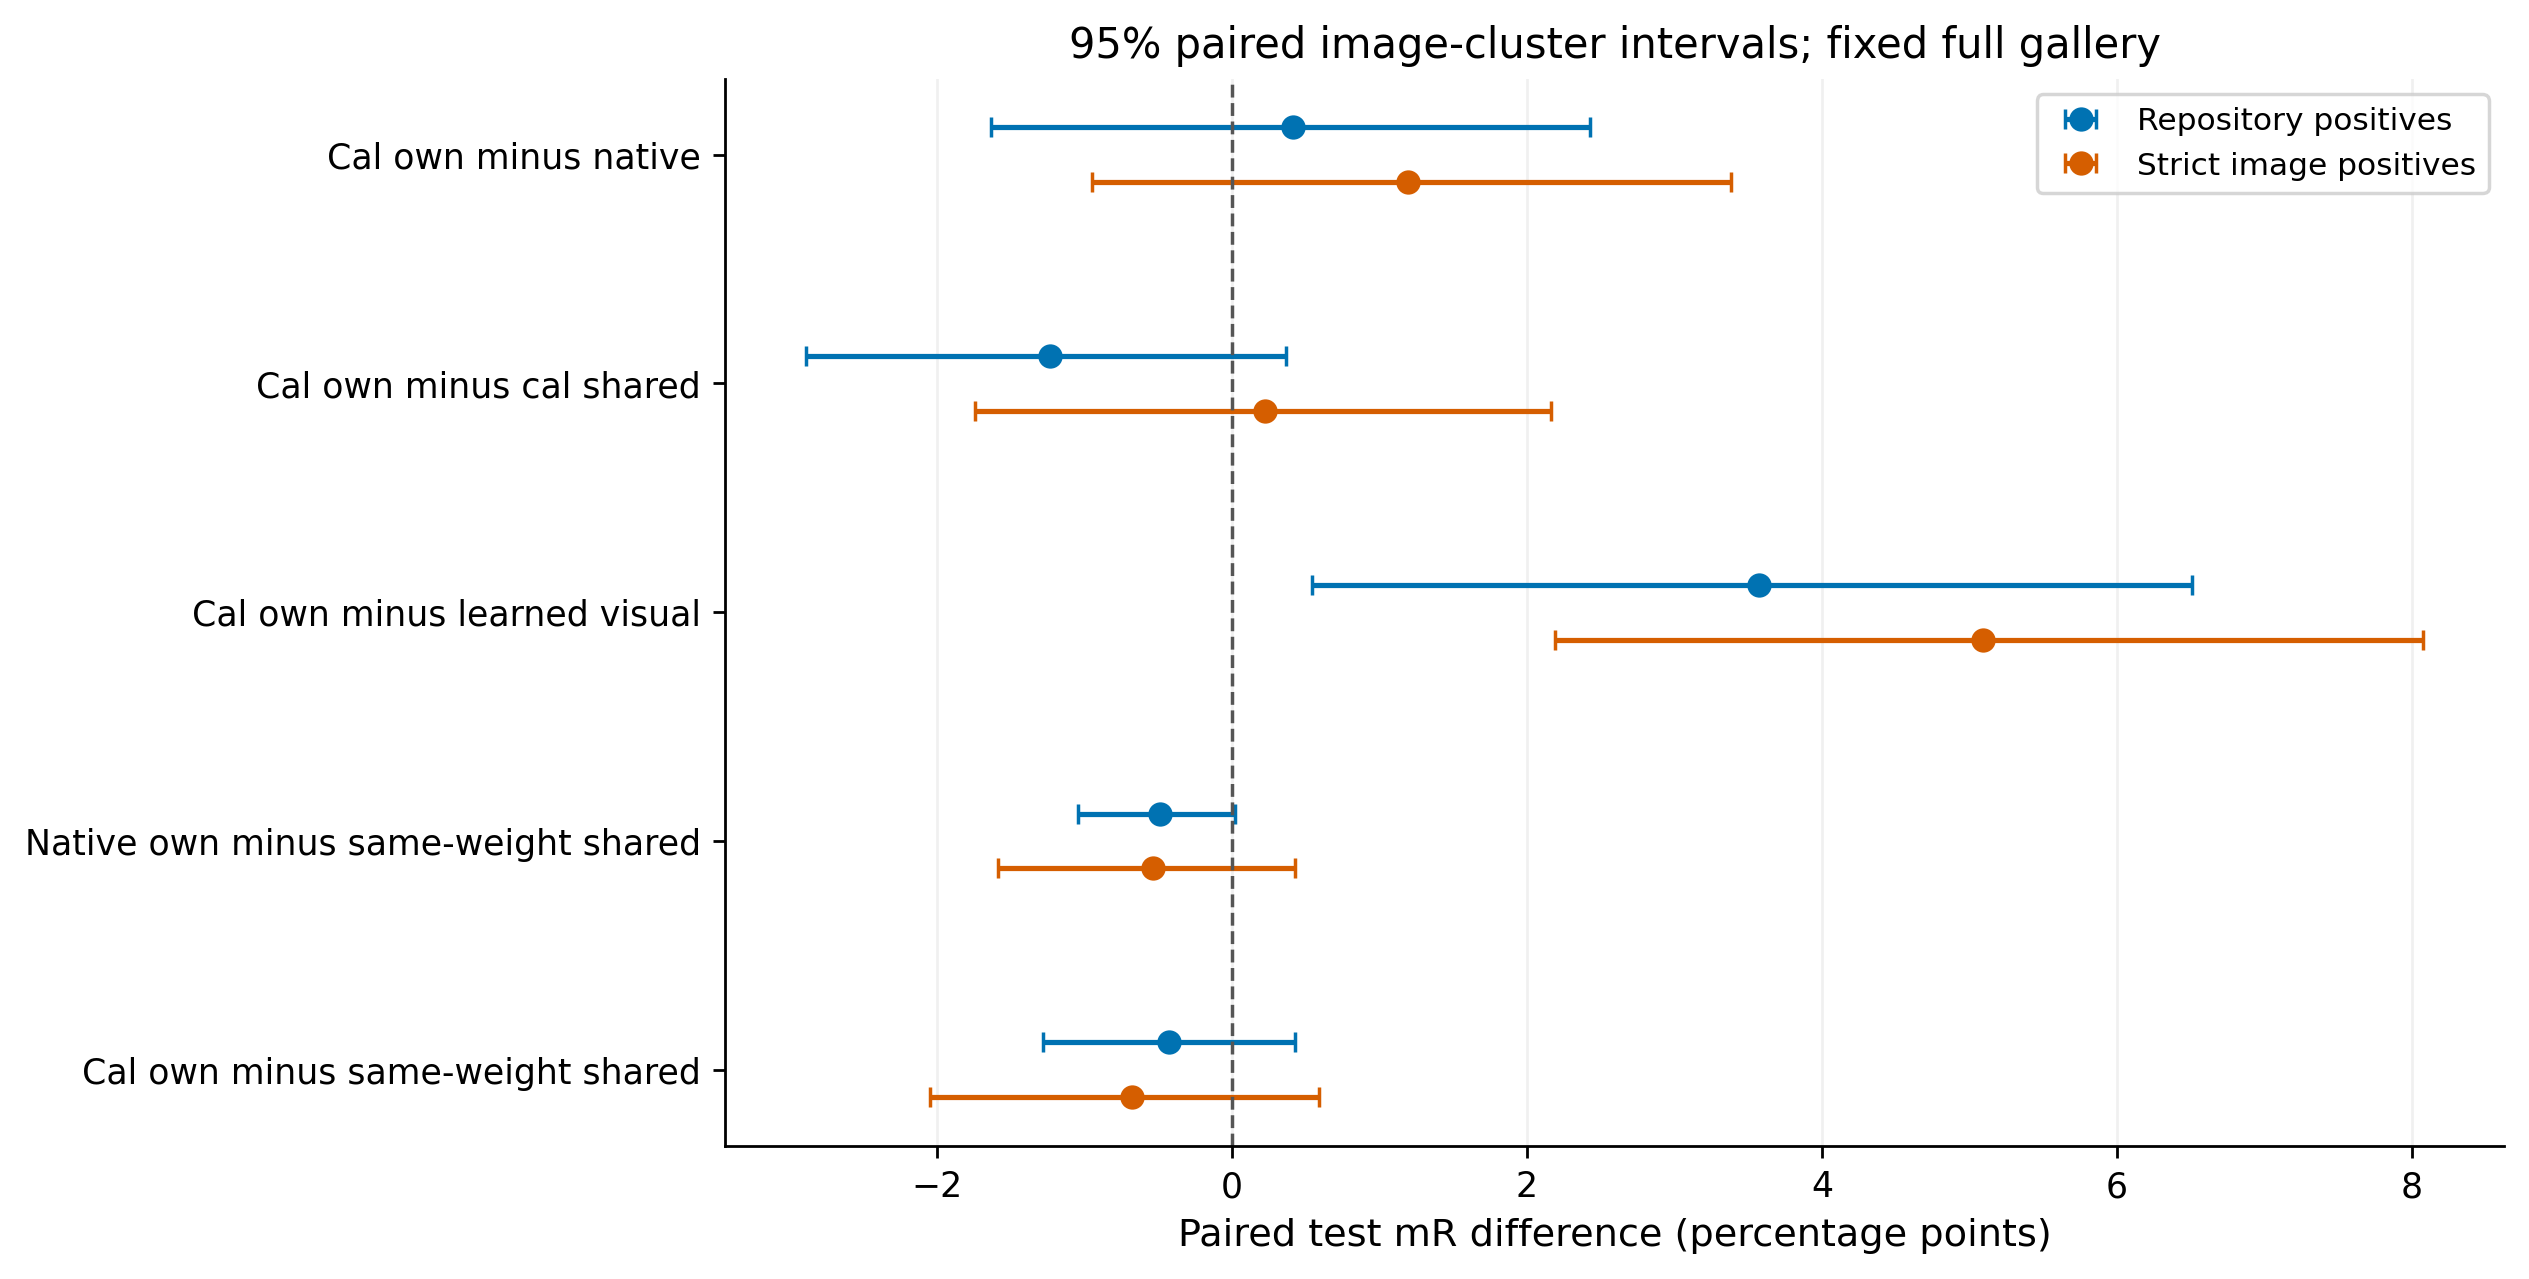 95% paired image-cluster intervals; fixed full gallery
Repository positives
Strict image positives
Cal own minus native
Cal own minus cal shared
Cal own minus learned visual
Native own minus same-weight shared
Cal own minus same-weight shared
−2 0 2 4 6 8
Paired test mR difference (percentage points)